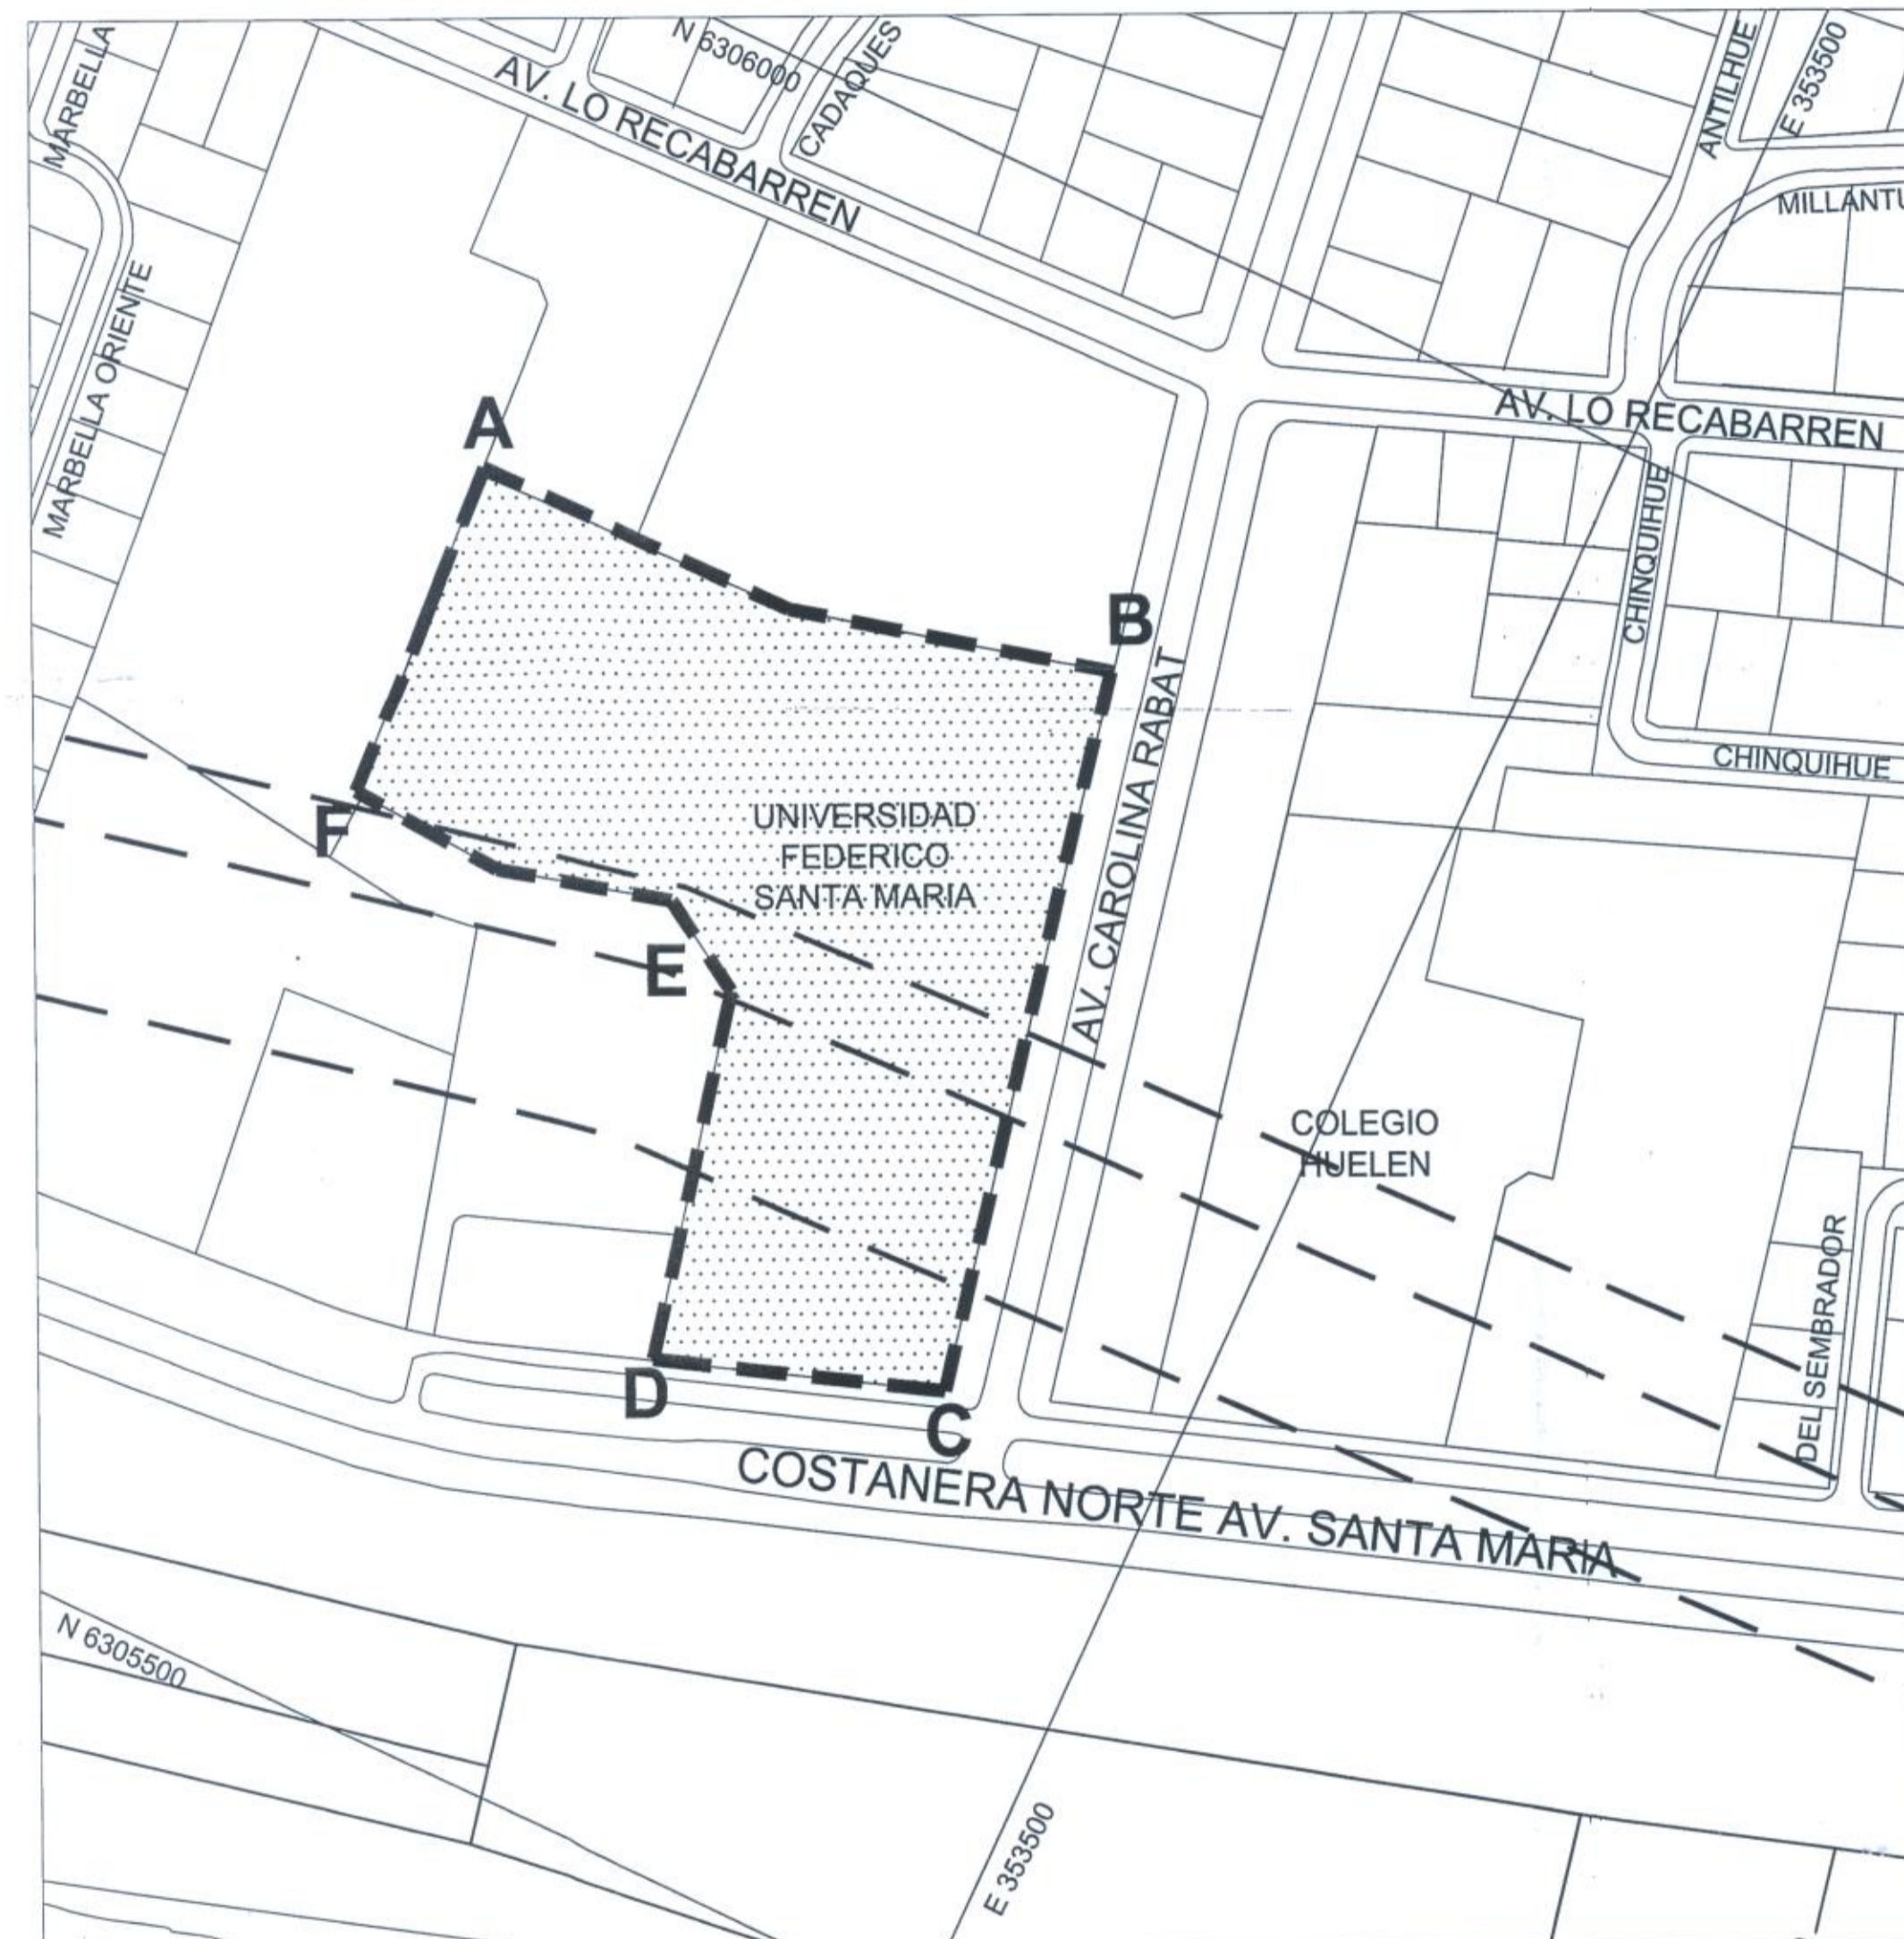 MARBELLA
AV. LO RECABARREN
N 6306000
CADAQUES
ANTILHUE
E 353500
MILLANTU
MARBELLA ORIENTE
A
AV. LO RECABARREN
CHINQUIHUE
B
AV. CAROLINA RABAT
CHINQUIHUE
F
UNIVERSIDAD
FEDERICO
SANTA MARIA
E
COLEGIO
HUELEN
DEL SEMBRADOR
D
C
COSTANERA NORTE AV. SANTA MARIA
N 6305500
E 353500